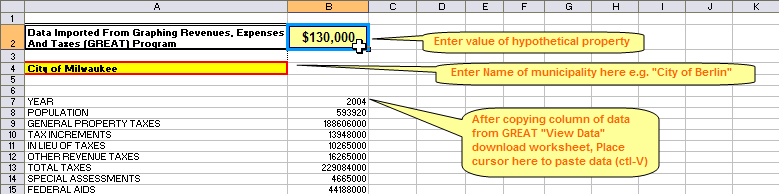 A B C D E F G H I J K
1
2 Data Imported From Graphing Revenues, Expenses And Taxes (GREAT) Program $130,000 Enter value of hypothetical property
3
4 City of Milwaukee Enter Name of municipality here e.g. "City of Berlin"
5
6
7 YEAR 2004
8 POPULATION 593920
9 GENERAL PROPERTY TAXES 188606000
10 TAX INCREMENTS 13948000
11 IN LIEU OF TAXES 10265000
12 OTHER REVENUE TAXES 16265000
13 TOTAL TAXES 229084000
14 SPECIAL ASSESSMENTS 4665000
15 FEDERAL AIDS 44188000
After copying column of data
from GREAT "View Data"
download worksheet, Place
cursor here to paste data (ctl-V)